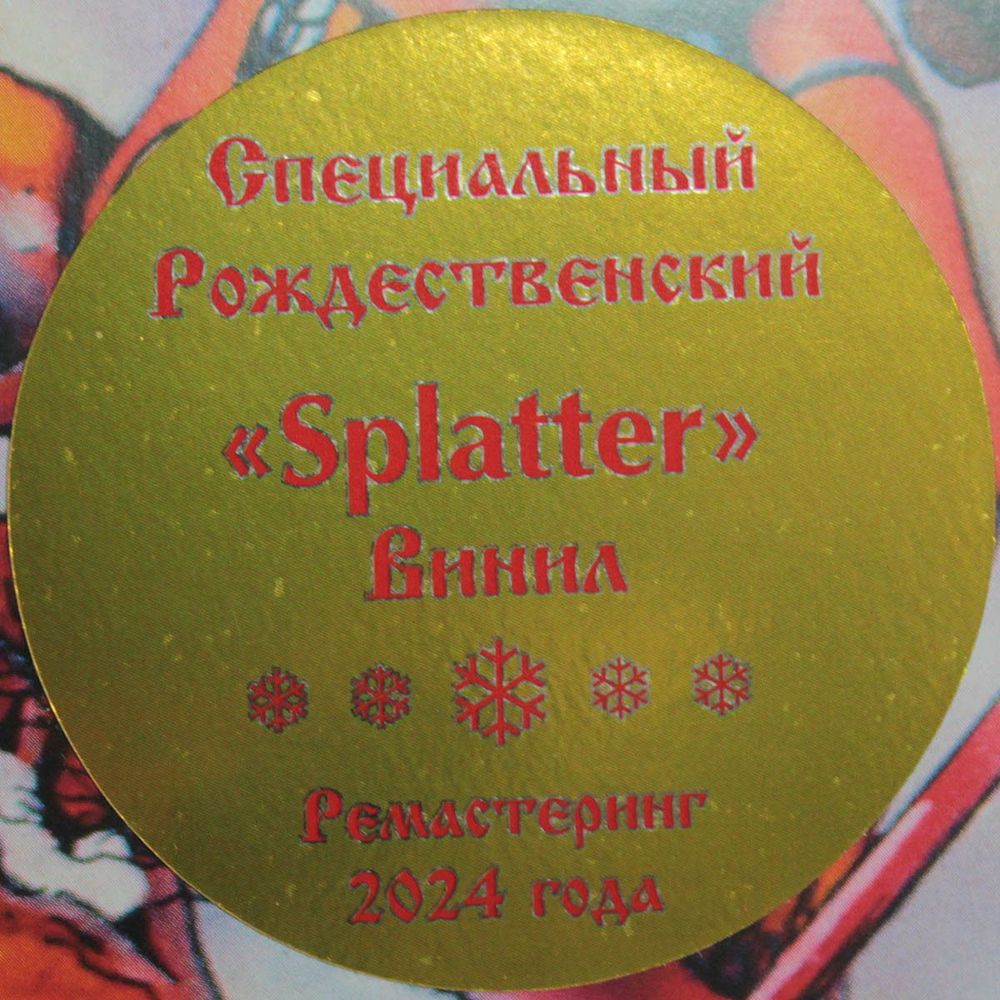 Специальный
Рождественский
«Splatter»
Винил
Ремастеринг
2024 года